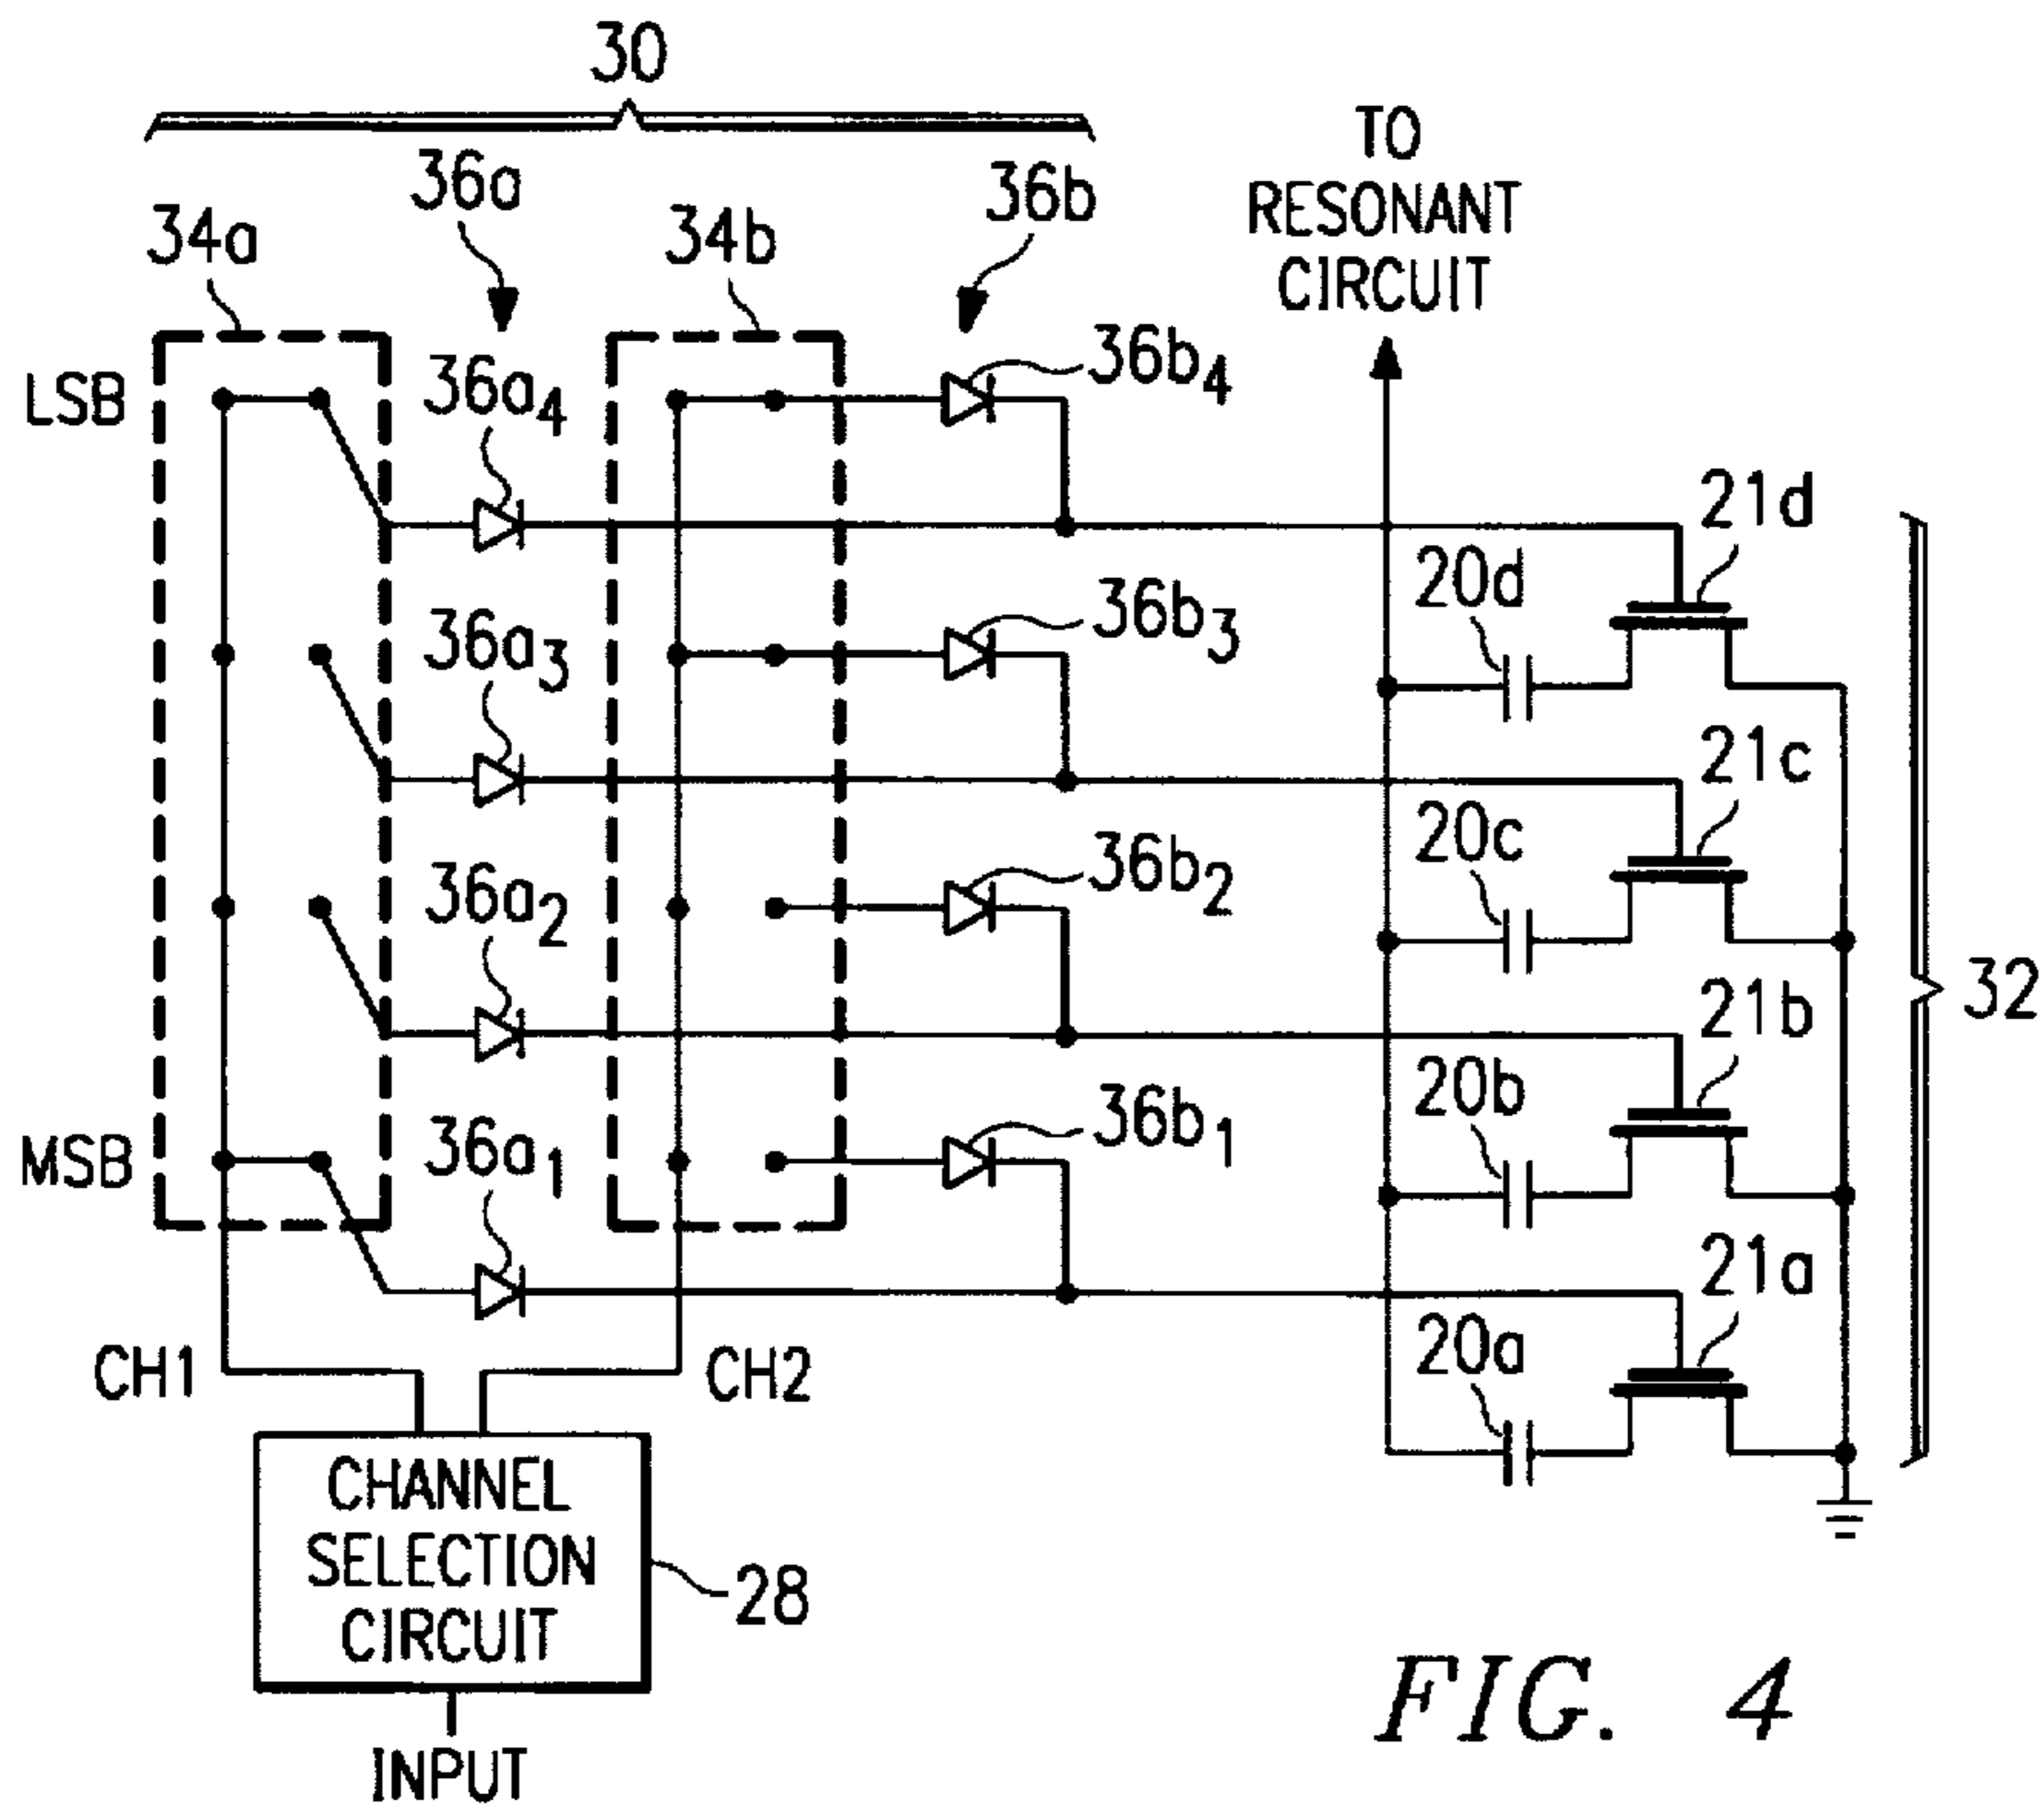 30
36a
34a
34b
36b
TO
RESONANT
CIRCUIT
LSB
36a4
36b4
21d
20d
36a3
36b3
21c
20c
36a2
36b2
21b
32
20b
MSB
36a1
36b1
21a
20a
CH1
CH2
CHANNEL
SELECTION
CIRCUIT
28
INPUT
FIG. 4